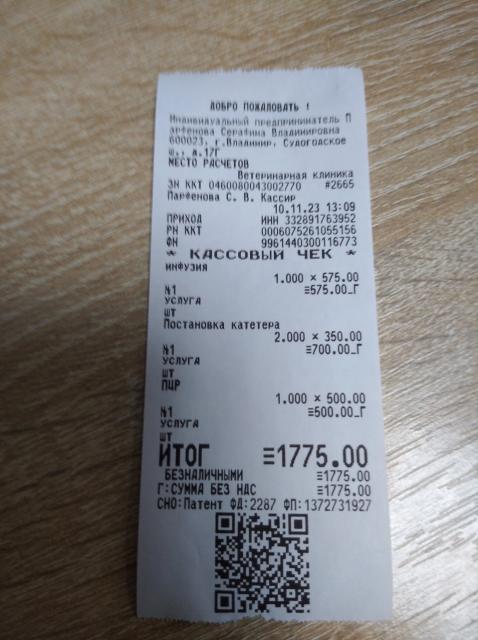 ДОБРО ПОЖАЛОВАТЬ !
Индивидуальный предприниматель П
арфенова Серафина Владимировна
600023, г.Владимир, Судогодское
ш., д.17Г
МЕСТО РАСЧЕТОВ
Ветеринарная клиника
ЗН ККТ 0460080043002770 #2665
Парфенова С. В. Кассир
10.11.23 13:09
ПРИХОД ИНН 332891763952
РН ККТ 0006075261055156
ФН 9961440300116773
* КАССОВЫЙ ЧЕК *
ИНФУЗИЯ
1.000 × 575.00
№1 ≡575.00_Г
УСЛУГА
ШТ
Постановка катетера
2.000 × 350.00
№1 ≡700.00_Г
УСЛУГА
ШТ
ПЦР
1.000 × 500.00
№1 ≡500.00_Г
УСЛУГА
ШТ
ИТОГ ≡1775.00
БЕЗНАЛИЧНЫМИ ≡1775.00
Г:СУММА БЕЗ НДС ≡1775.00
СНО:Патент ФД:2287 ФП:1372731927